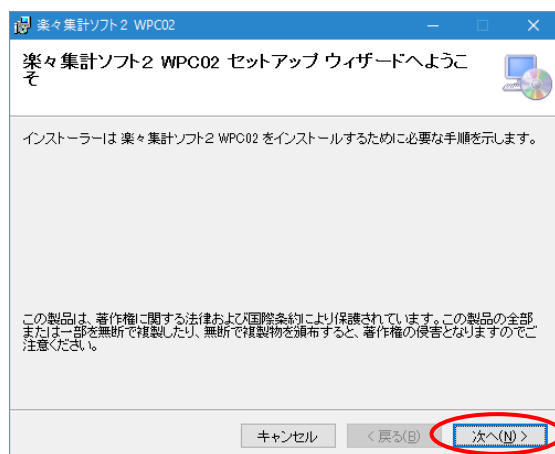 楽々集計ソフト2 WPC02
楽々集計ソフト2 WPC02 セットアップ ウィザードへようこ
そ
インストーラーは 楽々集計ソフト2 WPC02 をインストールするために必要な手順を示します。
この製品は、著作権に関する法律および国際条約により保護されています。この製品の全部
または一部を無断で複製したり、無断で複製物を頒布すると、著作権の侵害となりますのでご
注意ください。
キャンセル < 戻る(B) 次へ(N) >